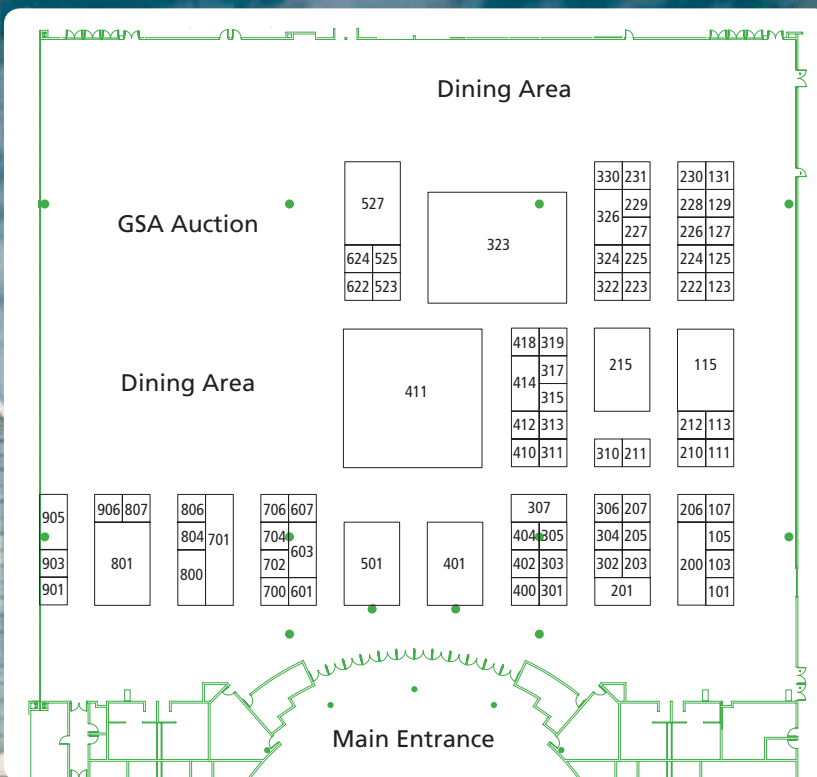 Dining Area
330 231 230 131
527 326 229 228 129
GSA Auction 323 227 226 127
624 525 324 225 224 125
622 523 322 223 222 123
418 319 215 115
Dining Area 411 414 317
315
412 313 212 113
410 311 310 211 210 111
905 906 807 806 706 607 307 306 207 206 107
804 701 704 603 404 305 304 205 200 105
903 801 800 702 501 401 402 303 302 203 103
901 700 601 400 301 201 101
Main Entrance